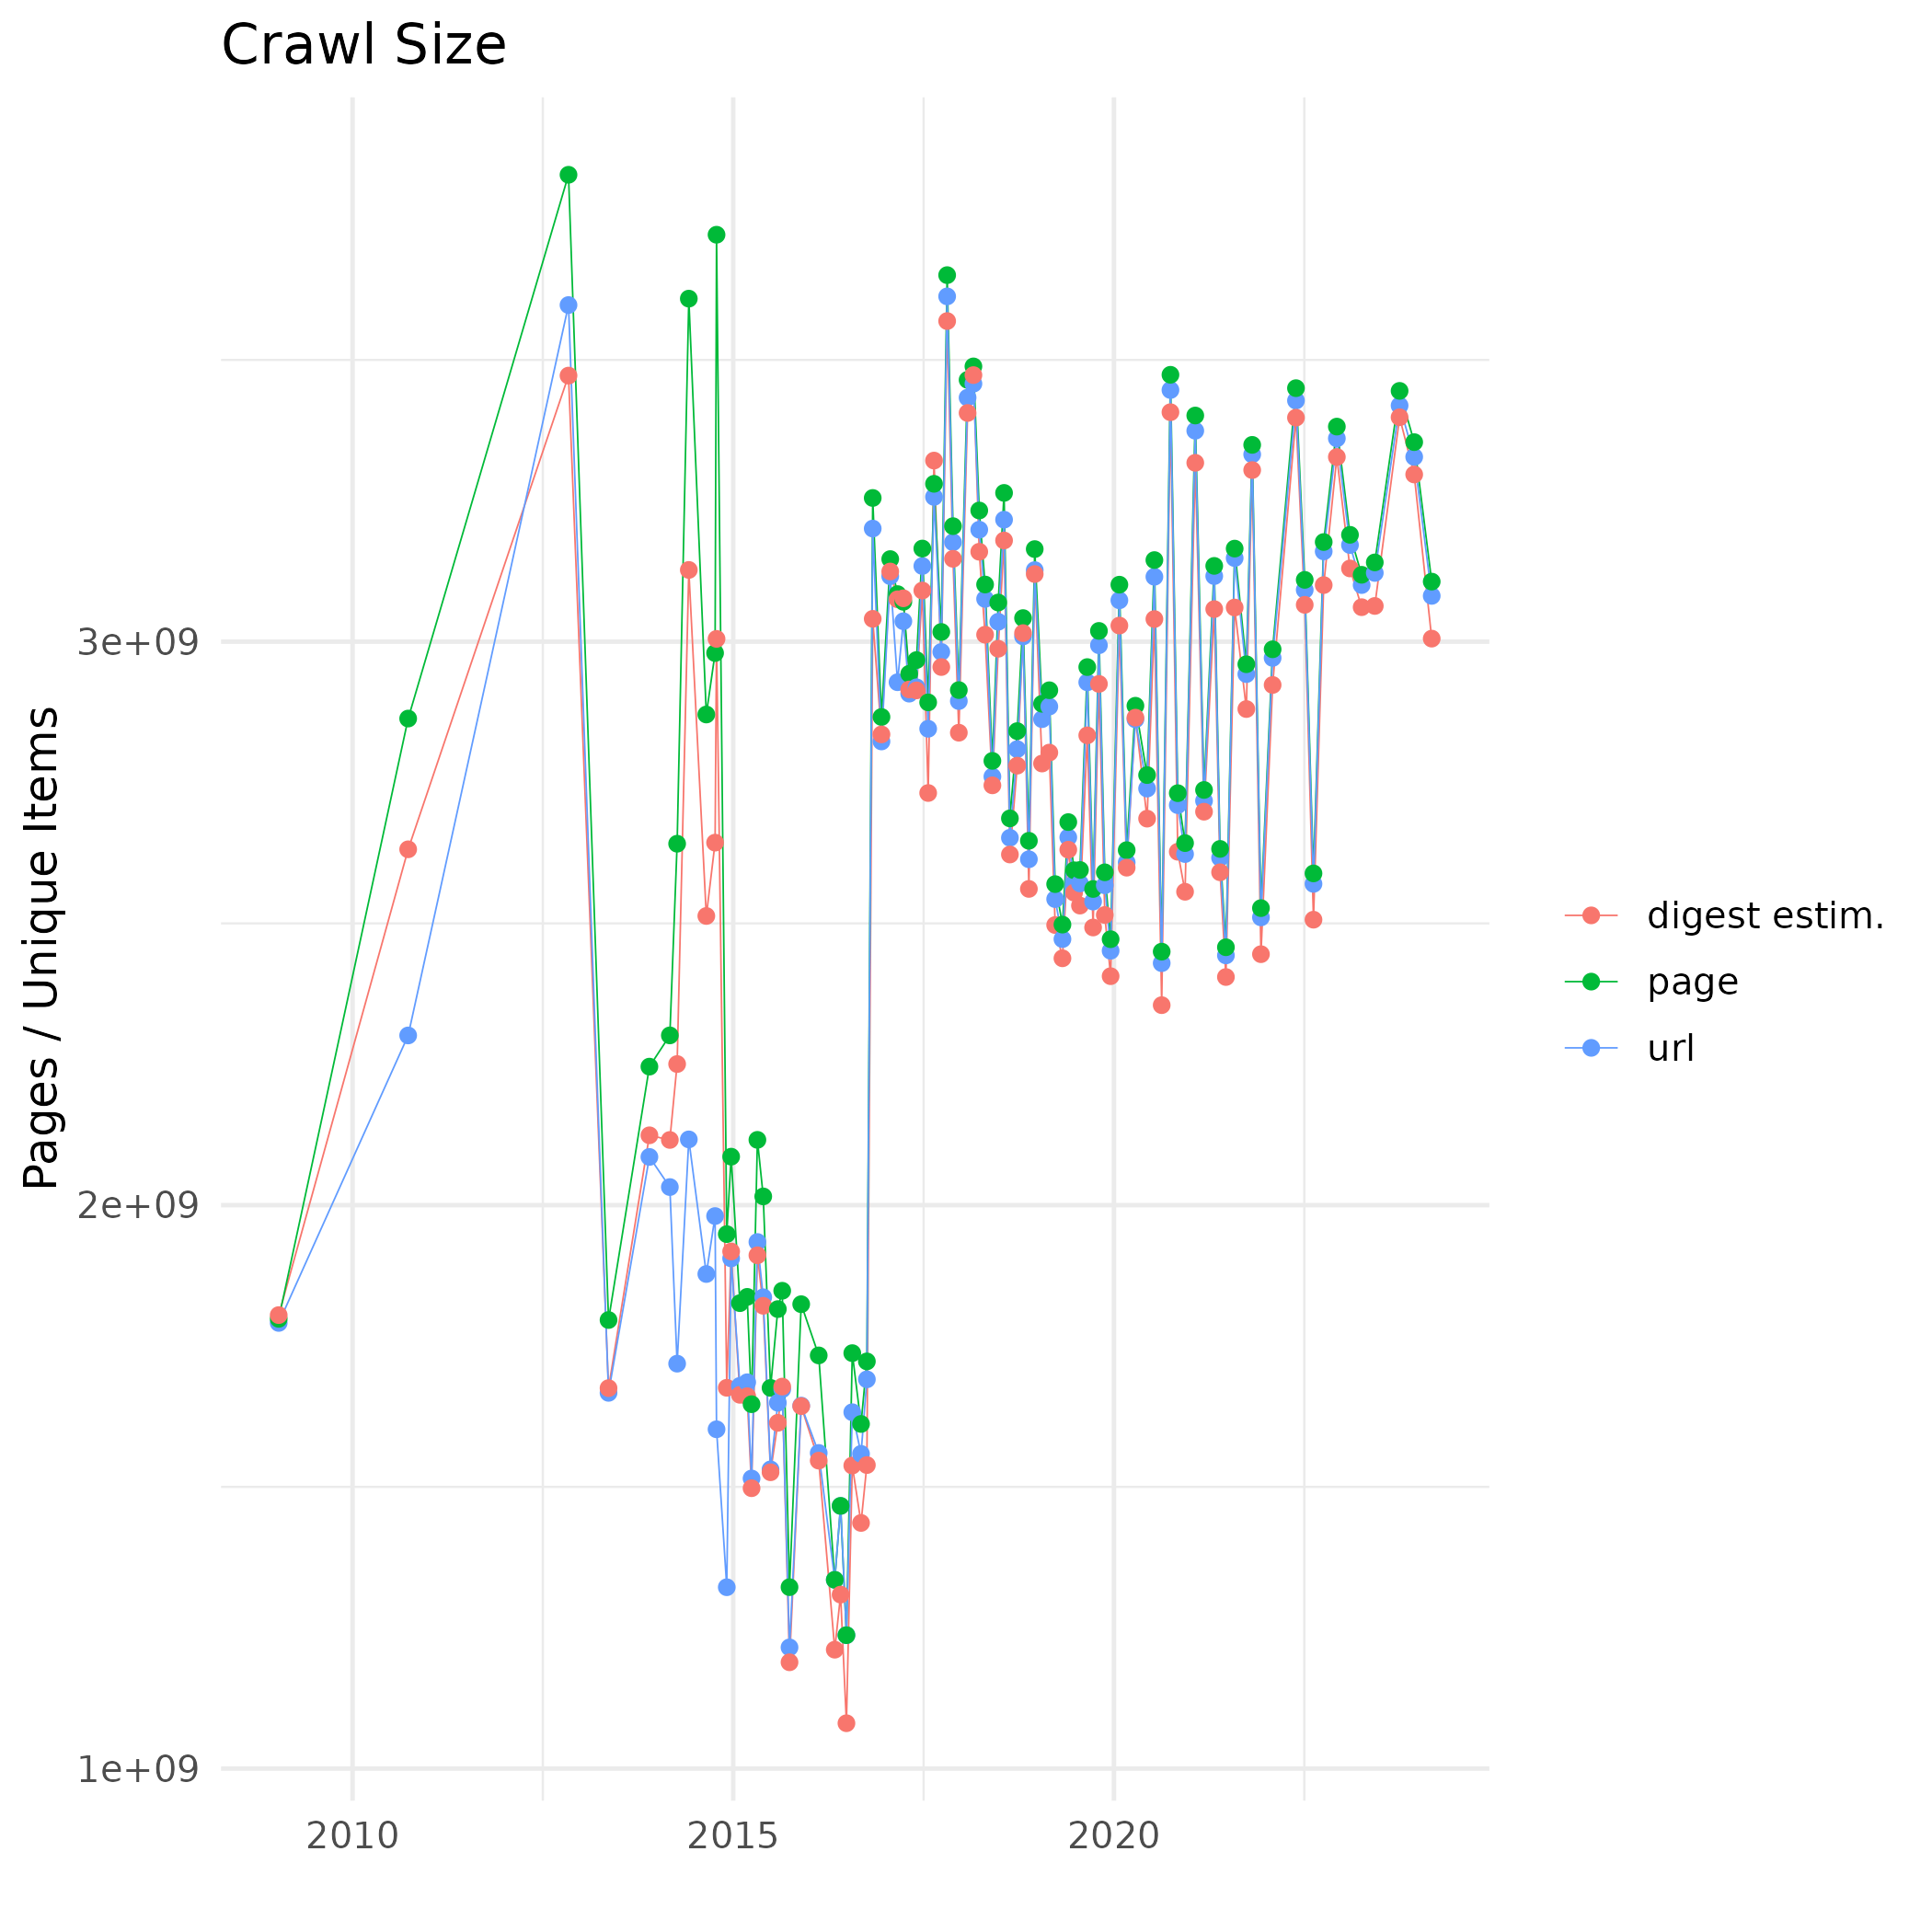 Crawl Size
Pages / Unique Items
3e+09
2e+09
1e+09
2010
2015
2020
digest estim.
page
url